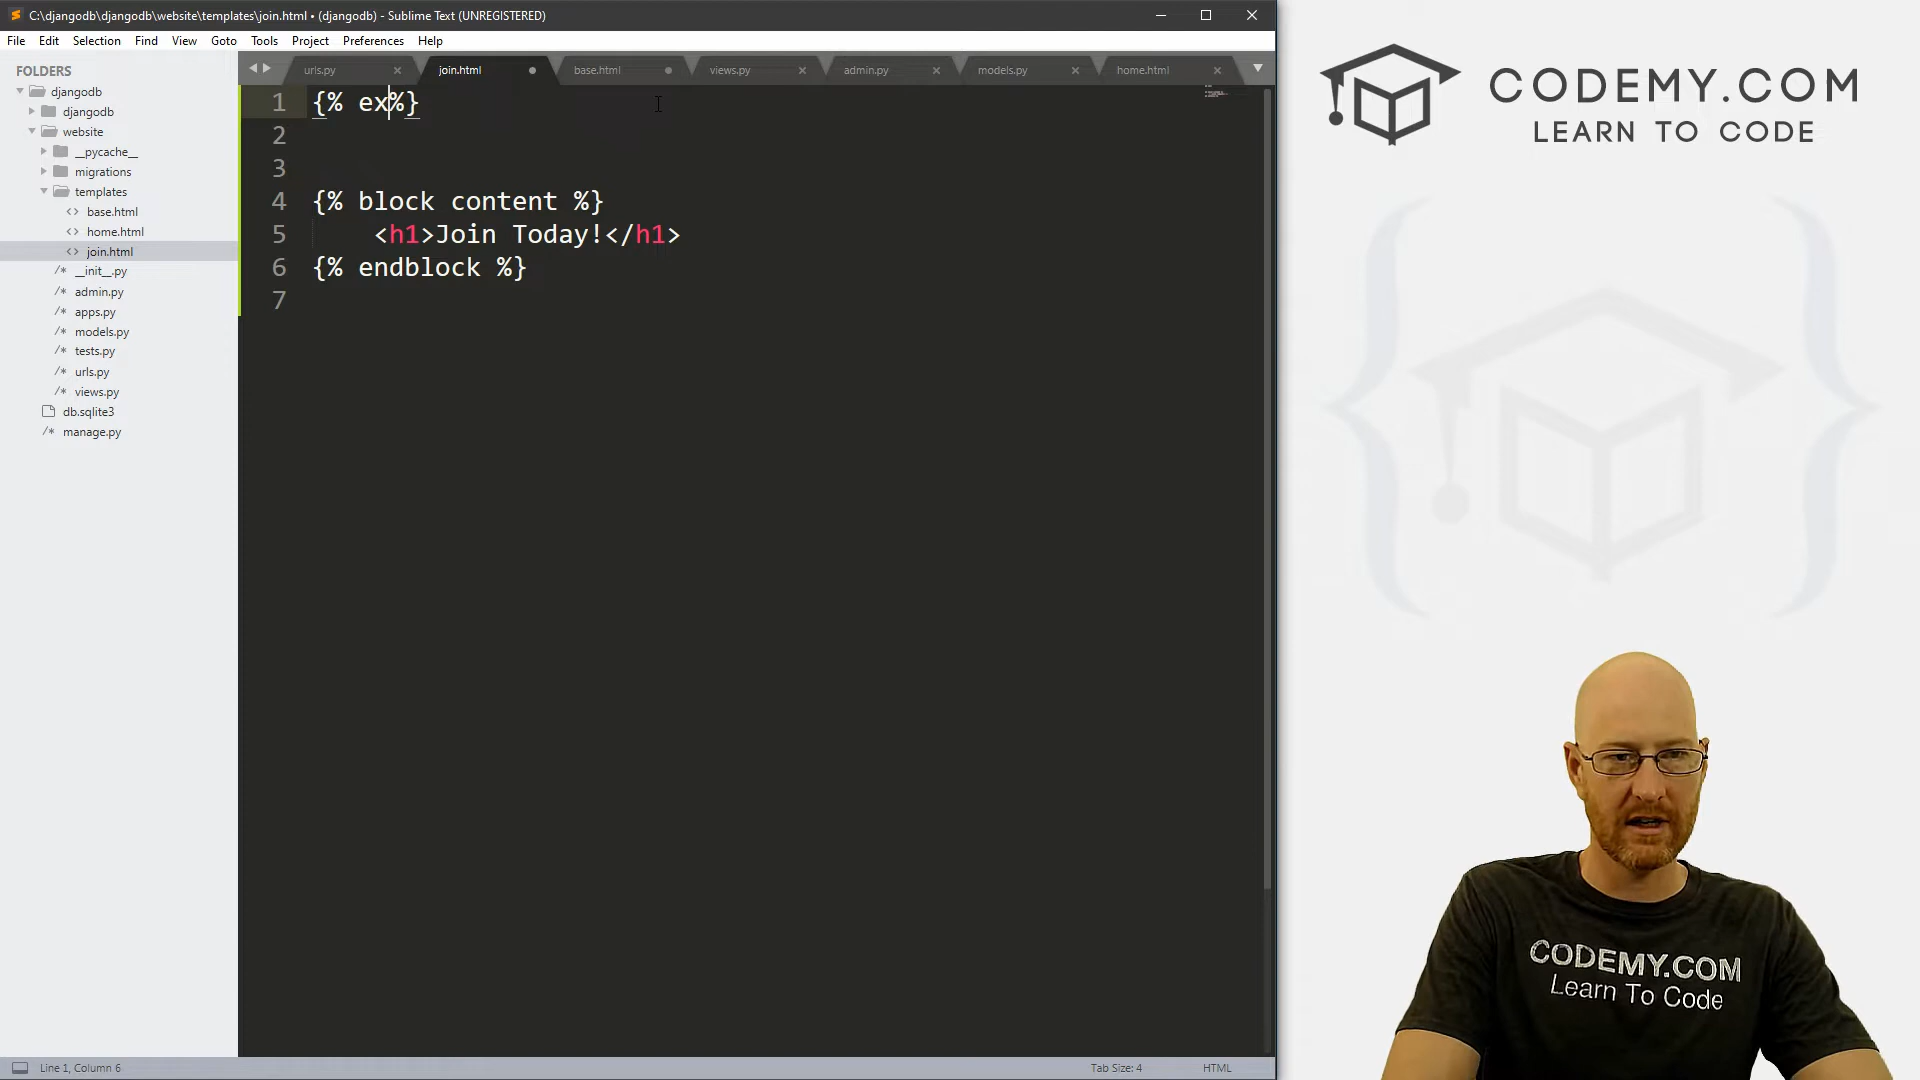 C:\djangodb\djangodb\website\templates\join.html • (djangodb) - Sublime Text (UNREGISTERED)
File Edit Selection Find View Goto Tools Project Preferences Help
FOLDERS
djangodb
djangodb
website
__pycache__
migrations
templates
base.html
home.html
join.html
__init__.py
admin.py
apps.py
models.py
tests.py
urls.py
views.py
db.sqlite3
manage.py
urls.py join.html base.html views.py admin.py models.py home.html
1 {% ex%}
2
3
4 {% block content %}
5 <h1>Join Today!</h1>
6 {% endblock %}
7
Line 1, Column 6
Tab Size: 4
HTML
CODEMY.COM
LEARN TO CODE
CODEMY.COM
Learn To Code